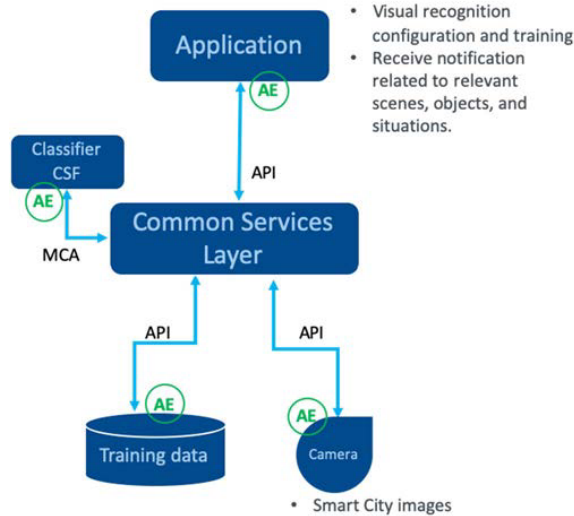 Application
• Visual recognition
configuration and training
• Receive notification
related to relevant
scenes, objects, and
situations.
AE
API
Classifier
CSF
AE
MCA
Common Services
Layer
API
API
AE
AE
Training data
Camera
• Smart City images